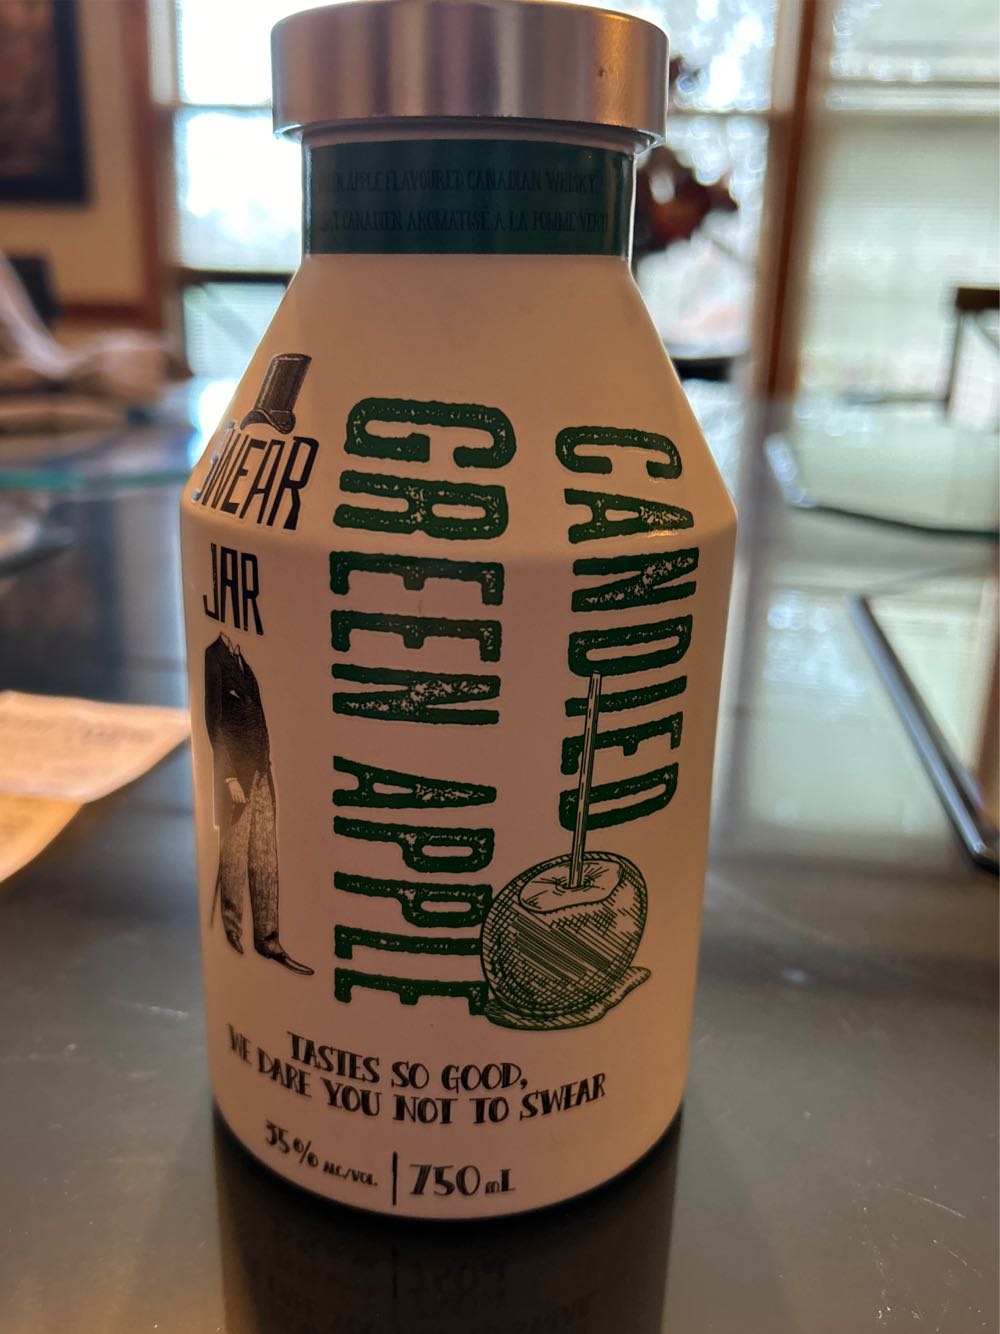 APPLE FLAVOURED CANADIAN WHISKY
CANADIEN AROMATISÉ À LA POMME VERTE
SWEAR
JAR
CANDIED
GREEN APPLE
TASTES SO GOOD,
WE DARE YOU NOT TO SWEAR
35% ALC/VOL. | 750 mL